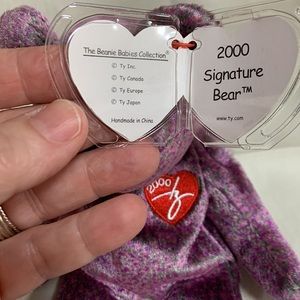 The Beanie Babies Collection®
© Ty Inc.
© Ty Canada
© Ty Europe
© Ty Japan
Handmade in China
2000
Signature
Bear™
www.ty.com
2000
Ty